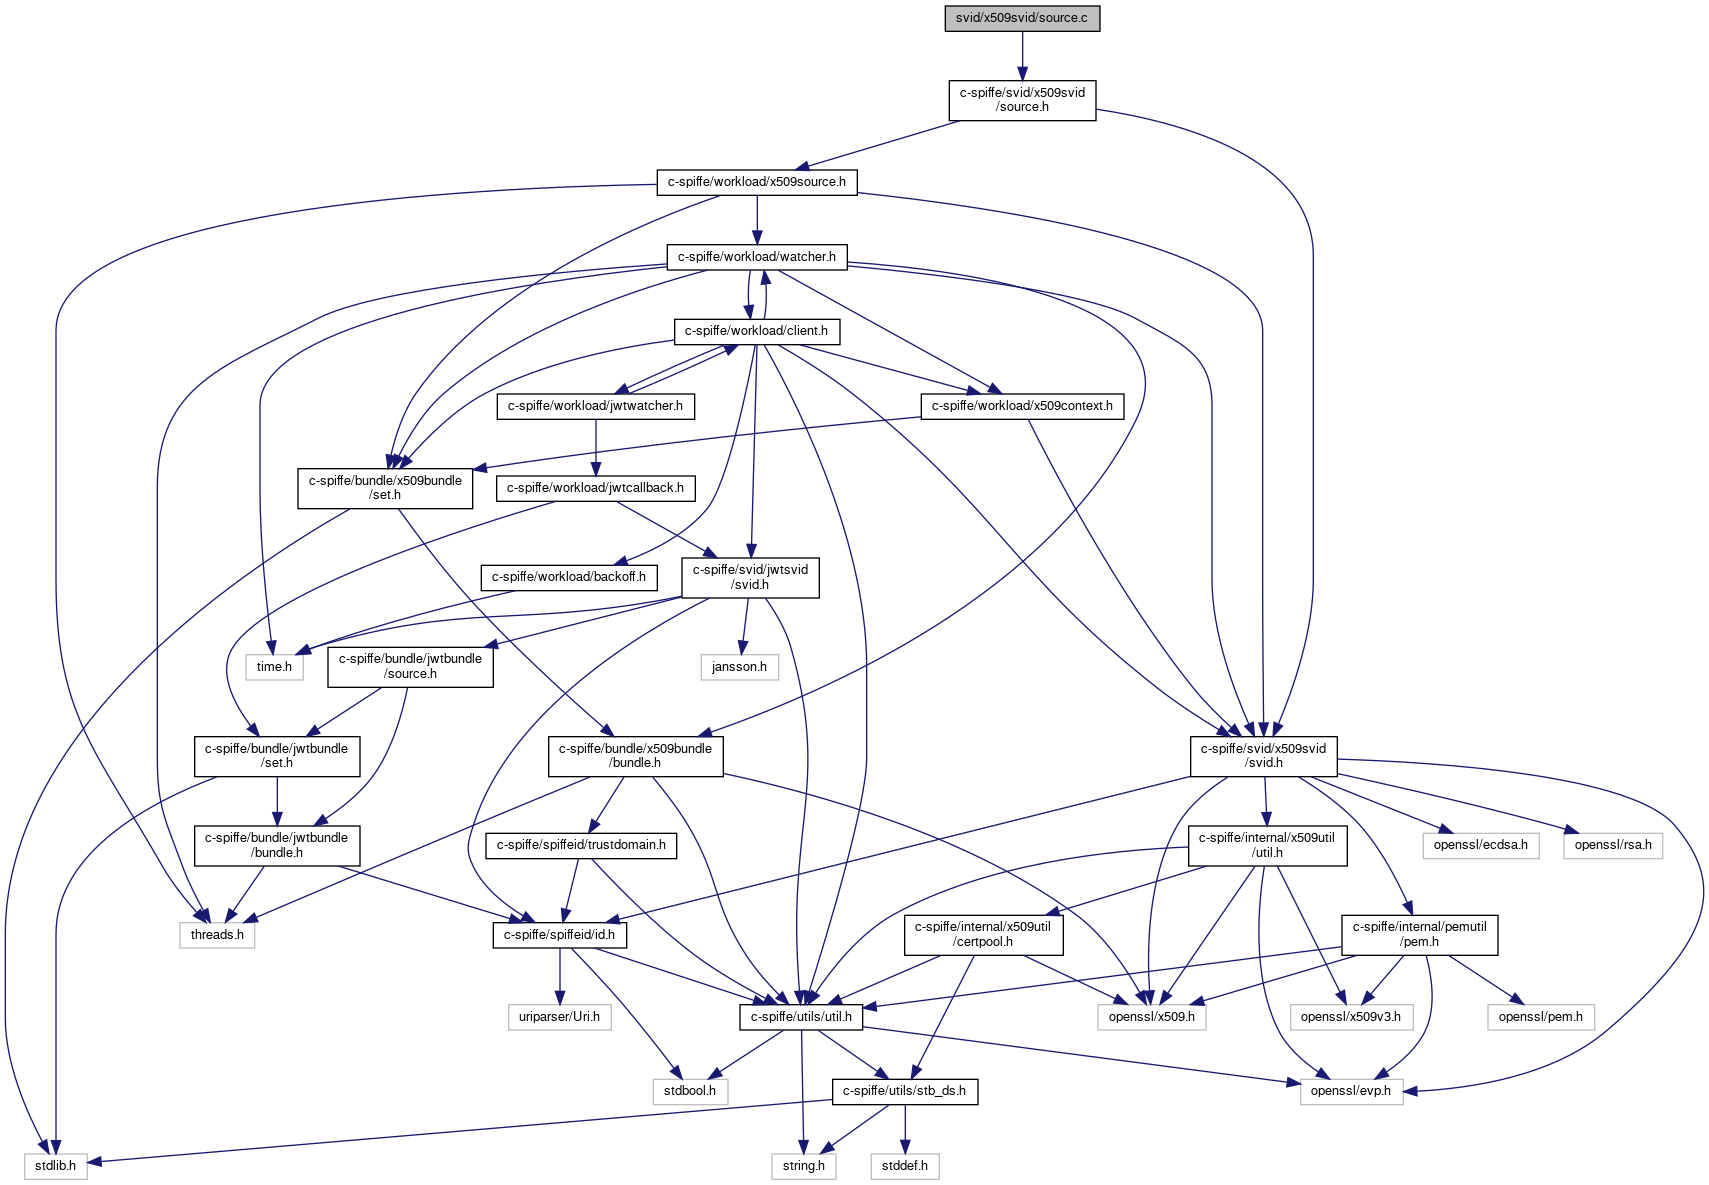 svid/x509svid/source.c
c-spiffe/svid/x509svid
/source.h
c-spiffe/workload/x509source.h
c-spiffe/workload/watcher.h
c-spiffe/workload/client.h
c-spiffe/workload/jwtwatcher.h
c-spiffe/workload/x509context.h
c-spiffe/bundle/x509bundle
/set.h
c-spiffe/workload/jwtcallback.h
c-spiffe/workload/backoff.h
c-spiffe/svid/jwtsvid
/svid.h
time.h
c-spiffe/bundle/jwtbundle
/source.h
jansson.h
c-spiffe/bundle/jwtbundle
/set.h
c-spiffe/bundle/x509bundle
/bundle.h
c-spiffe/svid/x509svid
/svid.h
c-spiffe/bundle/jwtbundle
/bundle.h
c-spiffe/spiffeid/trustdomain.h
c-spiffe/internal/x509util
/util.h
openssl/ecdsa.h
openssl/rsa.h
threads.h
c-spiffe/spiffeid/id.h
c-spiffe/internal/x509util
/certpool.h
c-spiffe/internal/pemutil
/pem.h
uriparser/Uri.h
c-spiffe/utils/util.h
openssl/x509.h
openssl/x509v3.h
openssl/pem.h
stdbool.h
c-spiffe/utils/stb_ds.h
openssl/evp.h
stdlib.h
string.h
stddef.h